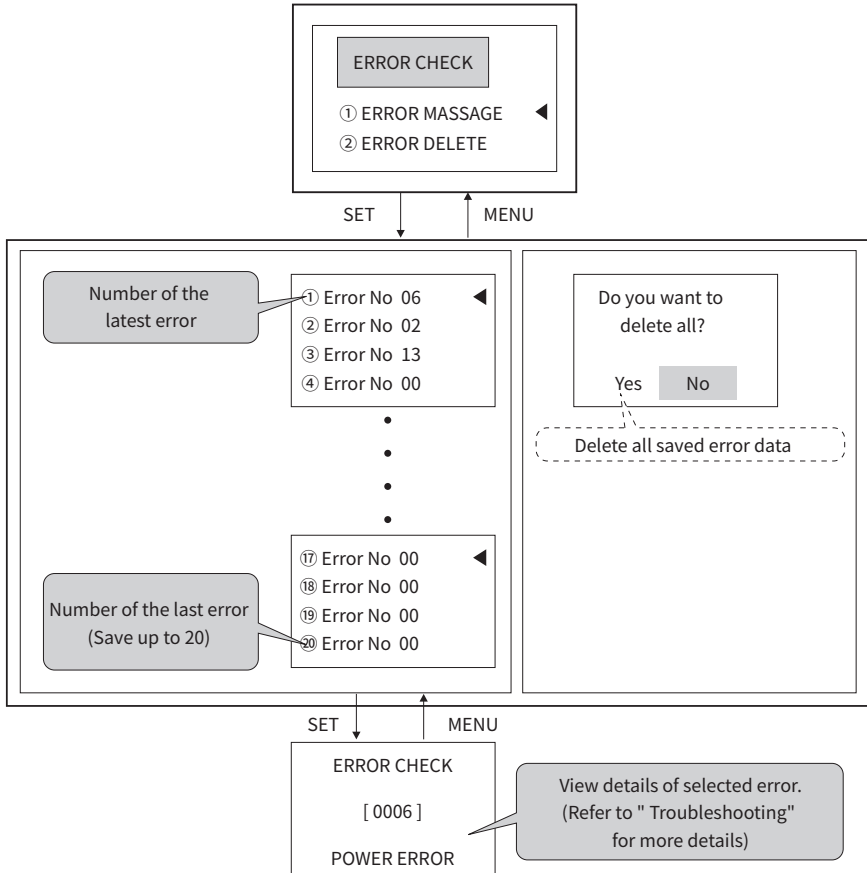 ERROR CHECK
① ERROR MASSAGE ◀
② ERROR DELETE
SET
MENU
Number of the
latest error
① Error No 06 ◀
② Error No 02
③ Error No 13
④ Error No 00
⑰ Error No 00 ◀
⑱ Error No 00
⑲ Error No 00
⑳ Error No 00
Number of the last error
(Save up to 20)
Do you want to
delete all?
Yes No
Delete all saved error data
SET
MENU
ERROR CHECK
[ 0006 ]
POWER ERROR
View details of selected error.
(Refer to " Troubleshooting"
for more details)